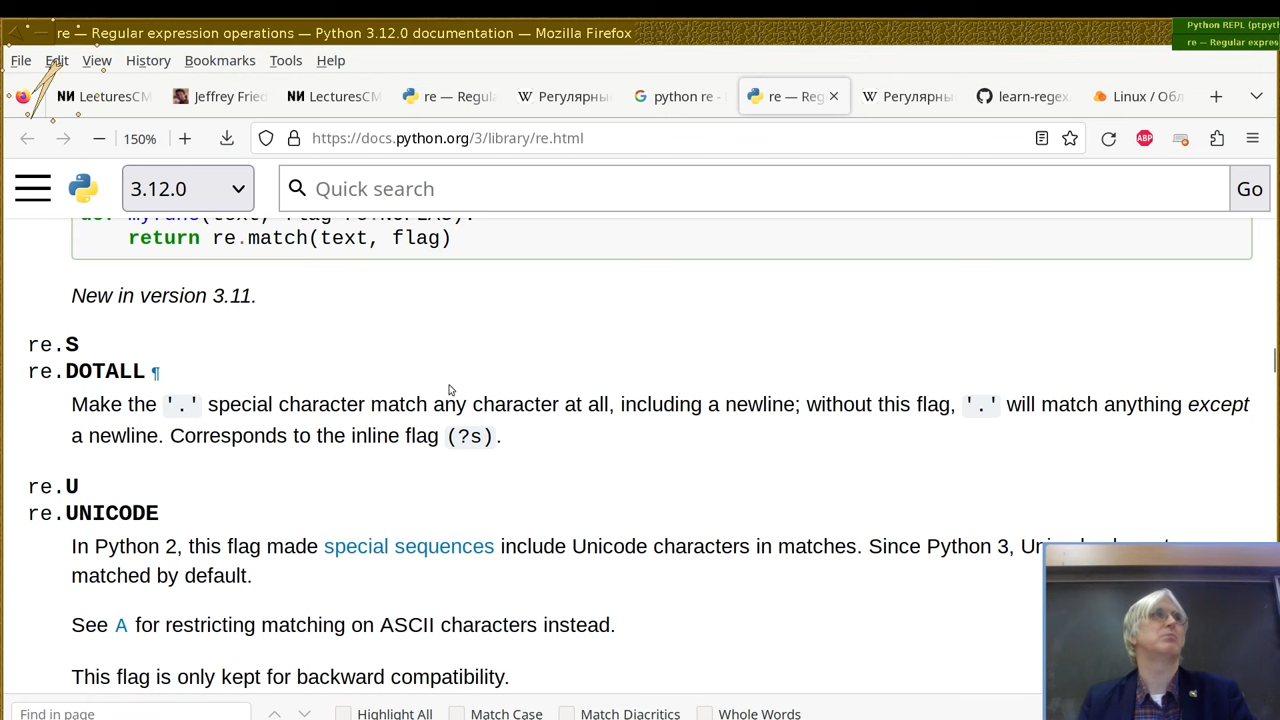 re — Regular expression operations — Python 3.12.0 documentation — Mozilla Firefox
Python REPL (ptpyth
re — Regular expres
File Edit View History Bookmarks Tools Help
LecturesCM
Jeffrey Fried
LecturesCM
re — Regula
Регулярны
python re -
re — Reg
Регулярны
learn-regex
Linux / Обл
150%
https://docs.python.org/3/library/re.html
ABP
3.12.0
Quick search
Go
return re.match(text, flag)
New in version 3.11.
re.S
re.DOTALL ¶
Make the '.' special character match any character at all, including a newline; without this flag, '.' will match anything except
a newline. Corresponds to the inline flag (?s).
re.U
re.UNICODE
In Python 2, this flag made special sequences include Unicode characters in matches. Since Python 3,
matched by default.
See A for restricting matching on ASCII characters instead.
This flag is only kept for backward compatibility.
Find in page
Highlight All
Match Case
Match Diacritics
Whole Words